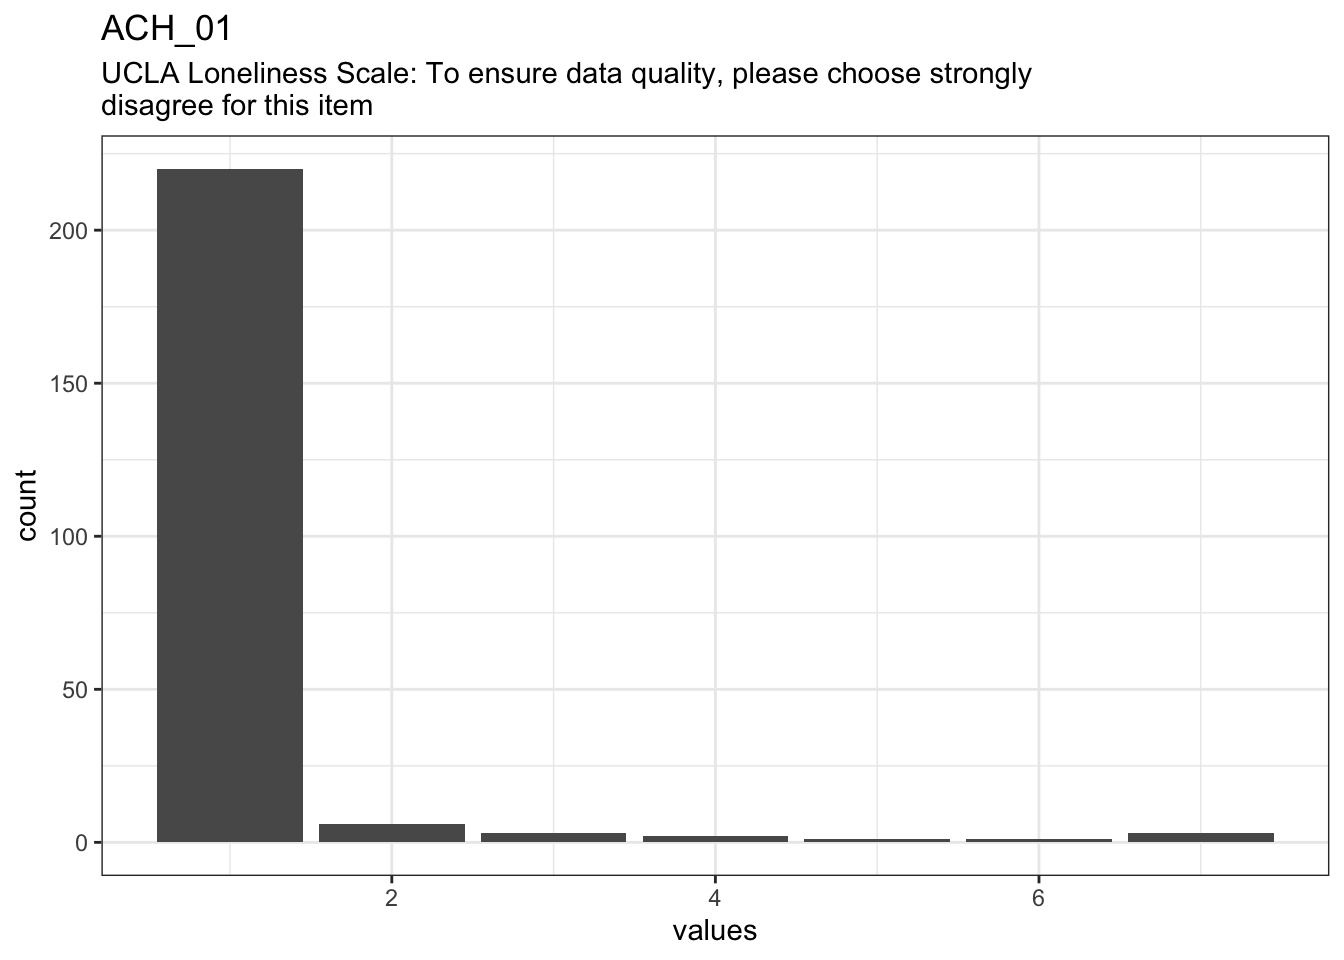 ACH_01
UCLA Loneliness Scale: To ensure data quality, please choose strongly
disagree for this item
200
150
100
50
0
count
2 4 6
values